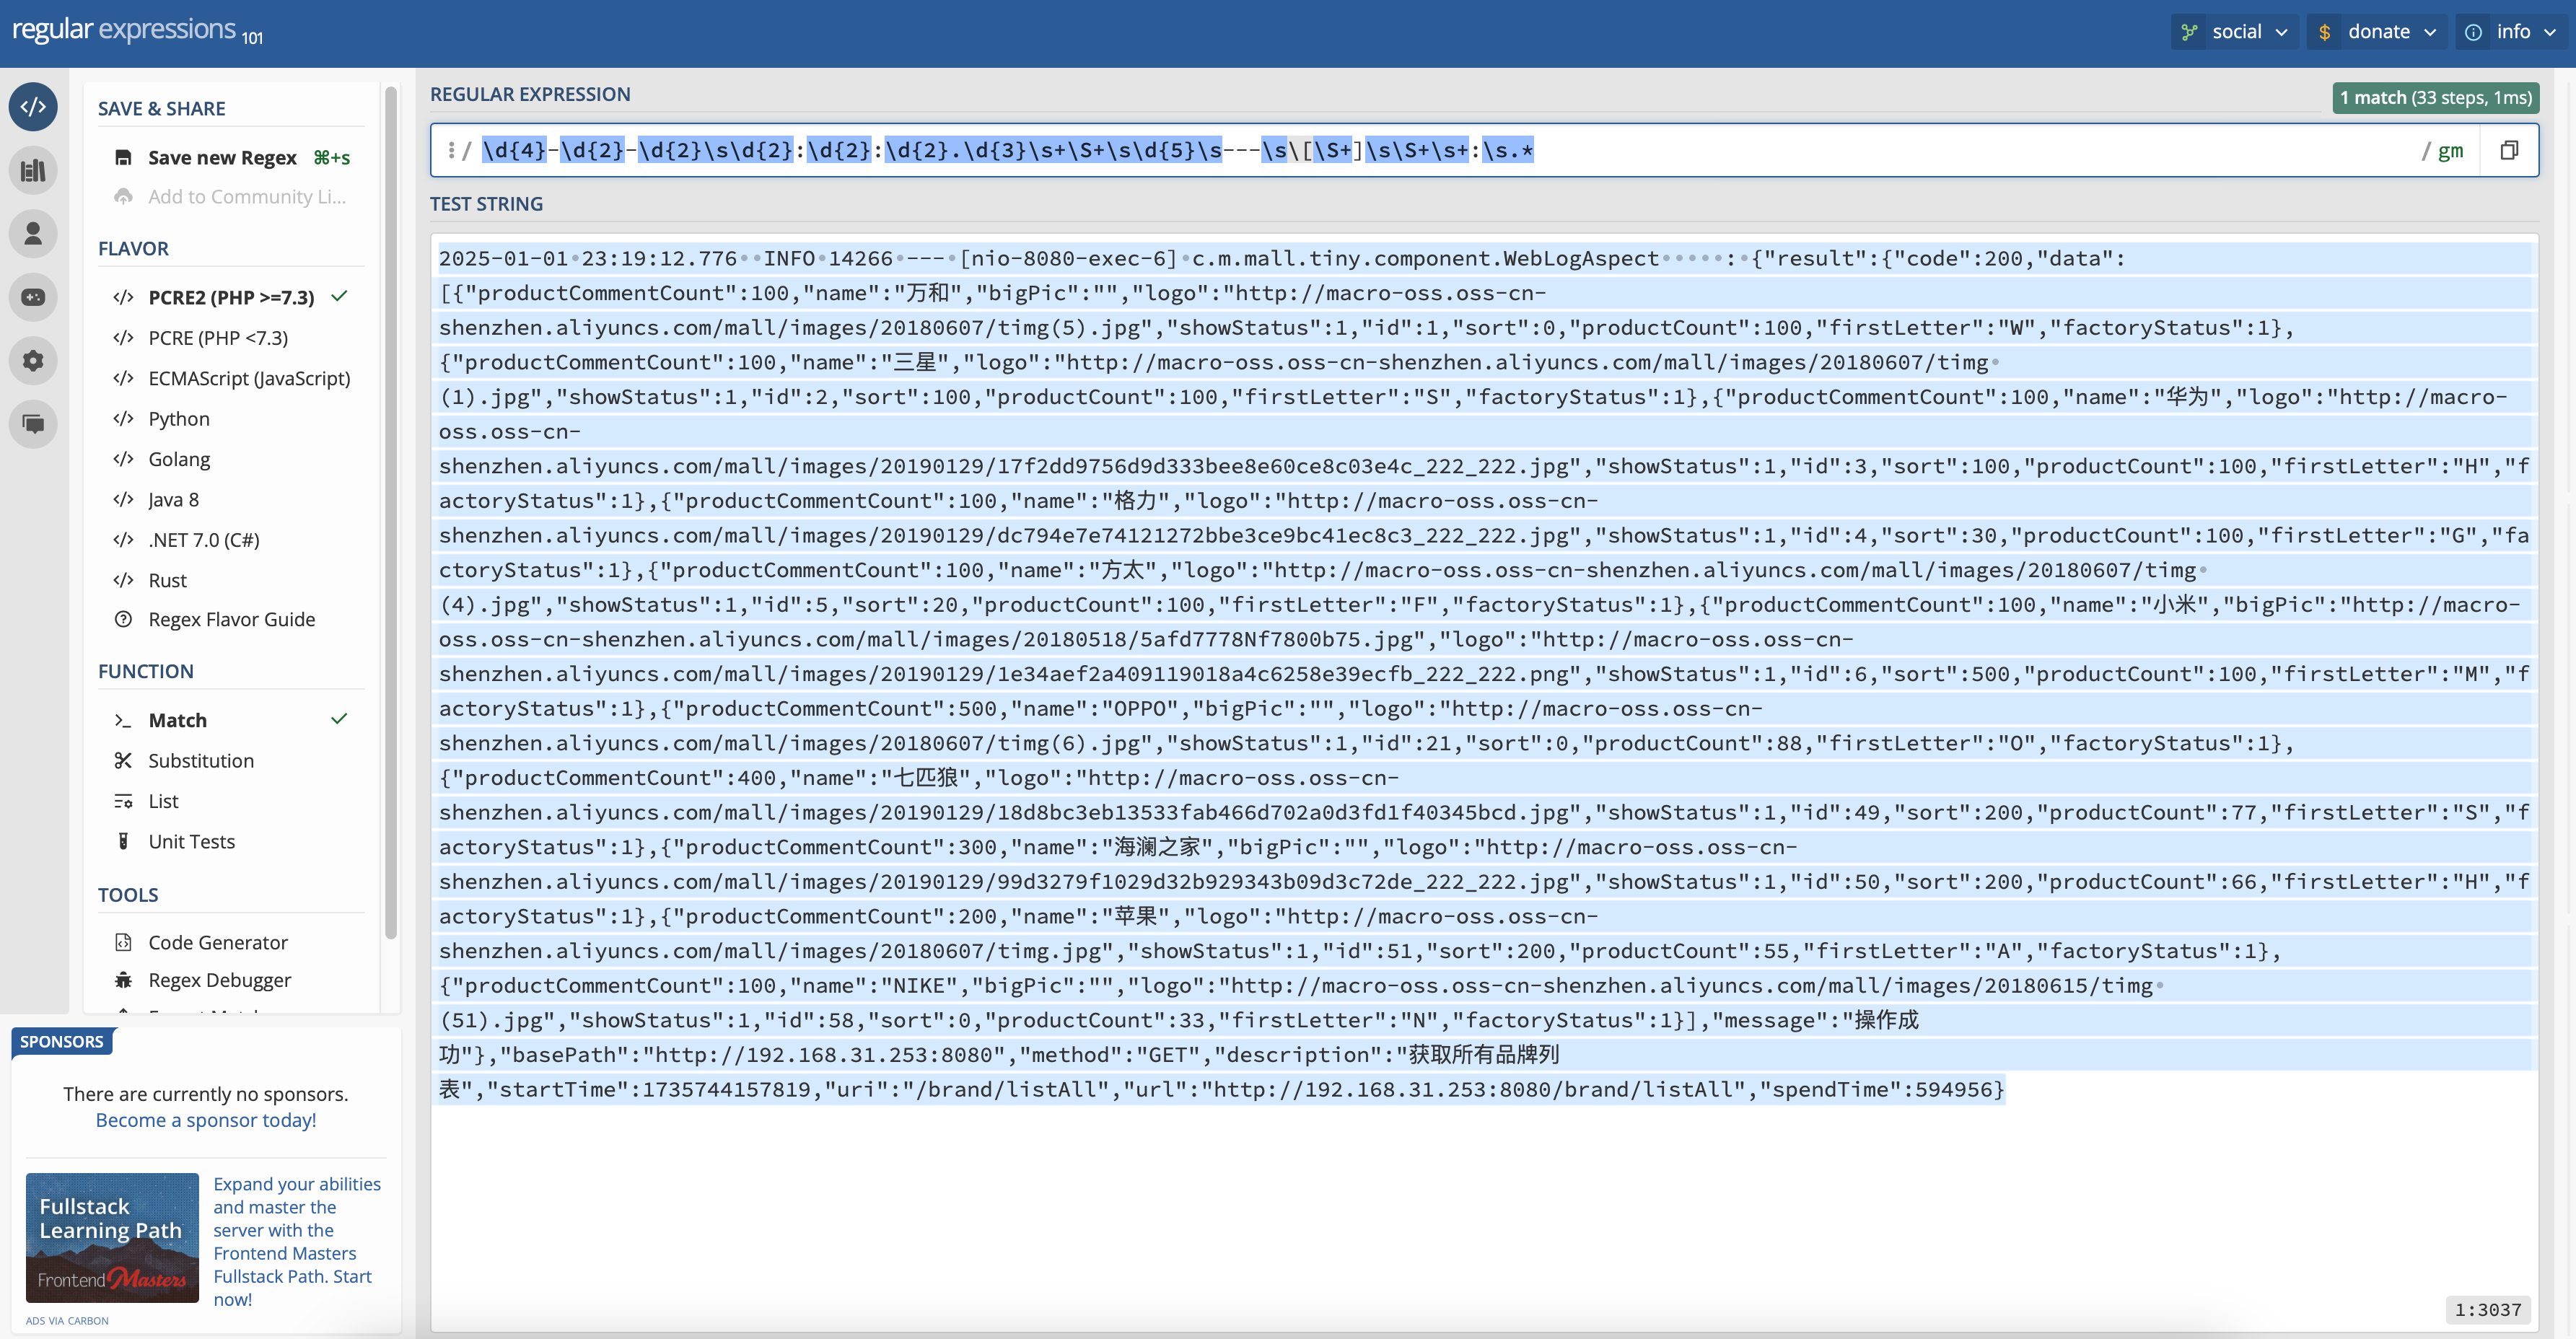 regular expressions 101
social
donate
info
SAVE & SHARE
Save new Regex ⌘+s
Add to Community Li...
FLAVOR
PCRE2 (PHP >=7.3)
PCRE (PHP <7.3)
ECMAScript (JavaScript)
Python
Golang
Java 8
.NET 7.0 (C#)
Rust
Regex Flavor Guide
FUNCTION
Match
Substitution
List
Unit Tests
TOOLS
Code Generator
Regex Debugger
SPONSORS
There are currently no sponsors.
Become a sponsor today!
Fullstack
Learning Path
Frontend Masters
Expand your abilities
and master the
server with the
Frontend Masters
Fullstack Path. Start
now!
ADS VIA CARBON
REGULAR EXPRESSION
1 match (33 steps, 1ms)
/ \d{4}-\d{2}-\d{2}\s\d{2}:\d{2}:\d{2}.\d{3}\s+\S+\s\d{5}\s---\s\[\S+]\s\S+\s+:\s.* / gm
TEST STRING
2025-01-01 23:19:12.776  INFO 14266 --- [nio-8080-exec-6] c.m.mall.tiny.component.WebLogAspect     : {"result":{"code":200,"data":
[{"productCommentCount":100,"name":"万和","bigPic":"","logo":"http://macro-oss.oss-cn-
shenzhen.aliyuncs.com/mall/images/20180607/timg(5).jpg","showStatus":1,"id":1,"sort":0,"productCount":100,"firstLetter":"W","factoryStatus":1},
{"productCommentCount":100,"name":"三星","logo":"http://macro-oss.oss-cn-shenzhen.aliyuncs.com/mall/images/20180607/timg
(1).jpg","showStatus":1,"id":2,"sort":100,"productCount":100,"firstLetter":"S","factoryStatus":1},{"productCommentCount":100,"name":"华为","logo":"http://macro-
oss.oss-cn-
shenzhen.aliyuncs.com/mall/images/20190129/17f2dd9756d9d333bee8e60ce8c03e4c_222_222.jpg","showStatus":1,"id":3,"sort":100,"productCount":100,"firstLetter":"H","f
actoryStatus":1},{"productCommentCount":100,"name":"格力","logo":"http://macro-oss.oss-cn-
shenzhen.aliyuncs.com/mall/images/20190129/dc794e7e74121272bbe3ce9bc41ec8c3_222_222.jpg","showStatus":1,"id":4,"sort":30,"productCount":100,"firstLetter":"G","fa
ctoryStatus":1},{"productCommentCount":100,"name":"方太","logo":"http://macro-oss.oss-cn-shenzhen.aliyuncs.com/mall/images/20180607/timg
(4).jpg","showStatus":1,"id":5,"sort":20,"productCount":100,"firstLetter":"F","factoryStatus":1},{"productCommentCount":100,"name":"小米","bigPic":"http://macro-
oss.oss-cn-shenzhen.aliyuncs.com/mall/images/20180518/5afd7778Nf7800b75.jpg","logo":"http://macro-oss.oss-cn-
shenzhen.aliyuncs.com/mall/images/20190129/1e34aef2a409119018a4c6258e39ecfb_222_222.png","showStatus":1,"id":6,"sort":500,"productCount":100,"firstLetter":"M","f
actoryStatus":1},{"productCommentCount":500,"name":"OPPO","bigPic":"","logo":"http://macro-oss.oss-cn-
shenzhen.aliyuncs.com/mall/images/20180607/timg(6).jpg","showStatus":1,"id":21,"sort":0,"productCount":88,"firstLetter":"O","factoryStatus":1},
{"productCommentCount":400,"name":"七匹狼","logo":"http://macro-oss.oss-cn-
shenzhen.aliyuncs.com/mall/images/20190129/18d8bc3eb13533fab466d702a0d3fd1f40345bcd.jpg","showStatus":1,"id":49,"sort":200,"productCount":77,"firstLetter":"S","f
actoryStatus":1},{"productCommentCount":300,"name":"海澜之家","bigPic":"","logo":"http://macro-oss.oss-cn-
shenzhen.aliyuncs.com/mall/images/20190129/99d3279f1029d32b929343b09d3c72de_222_222.jpg","showStatus":1,"id":50,"sort":200,"productCount":66,"firstLetter":"H","f
actoryStatus":1},{"productCommentCount":200,"name":"苹果","logo":"http://macro-oss.oss-cn-
shenzhen.aliyuncs.com/mall/images/20180607/timg.jpg","showStatus":1,"id":51,"sort":200,"productCount":55,"firstLetter":"A","factoryStatus":1},
{"productCommentCount":100,"name":"NIKE","bigPic":"","logo":"http://macro-oss.oss-cn-shenzhen.aliyuncs.com/mall/images/20180615/timg
(51).jpg","showStatus":1,"id":58,"sort":0,"productCount":33,"firstLetter":"N","factoryStatus":1}],"message":"操作成
功"},"basePath":"http://192.168.31.253:8080","method":"GET","description":"获取所有品牌列
表","startTime":1735744157819,"uri":"/brand/listAll","url":"http://192.168.31.253:8080/brand/listAll","spendTime":594956}
1:3037